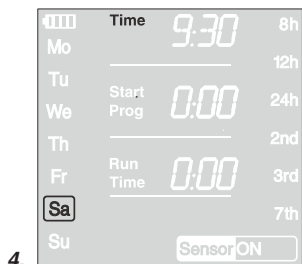 Time 9:30 8h
Mo
12h
Tu
Start
We Prog 0:00 24h
2nd
Th
Run
Fr Time 0:00 3rd
Sa 7th
Su Sensor ON
4